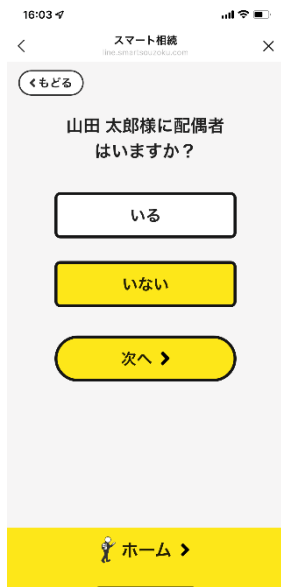 16:03
スマート相続
line.smartsouzoku.com
もどる
山田 太郎様に配偶者
はいますか？
いる
いない
次へ
ホーム